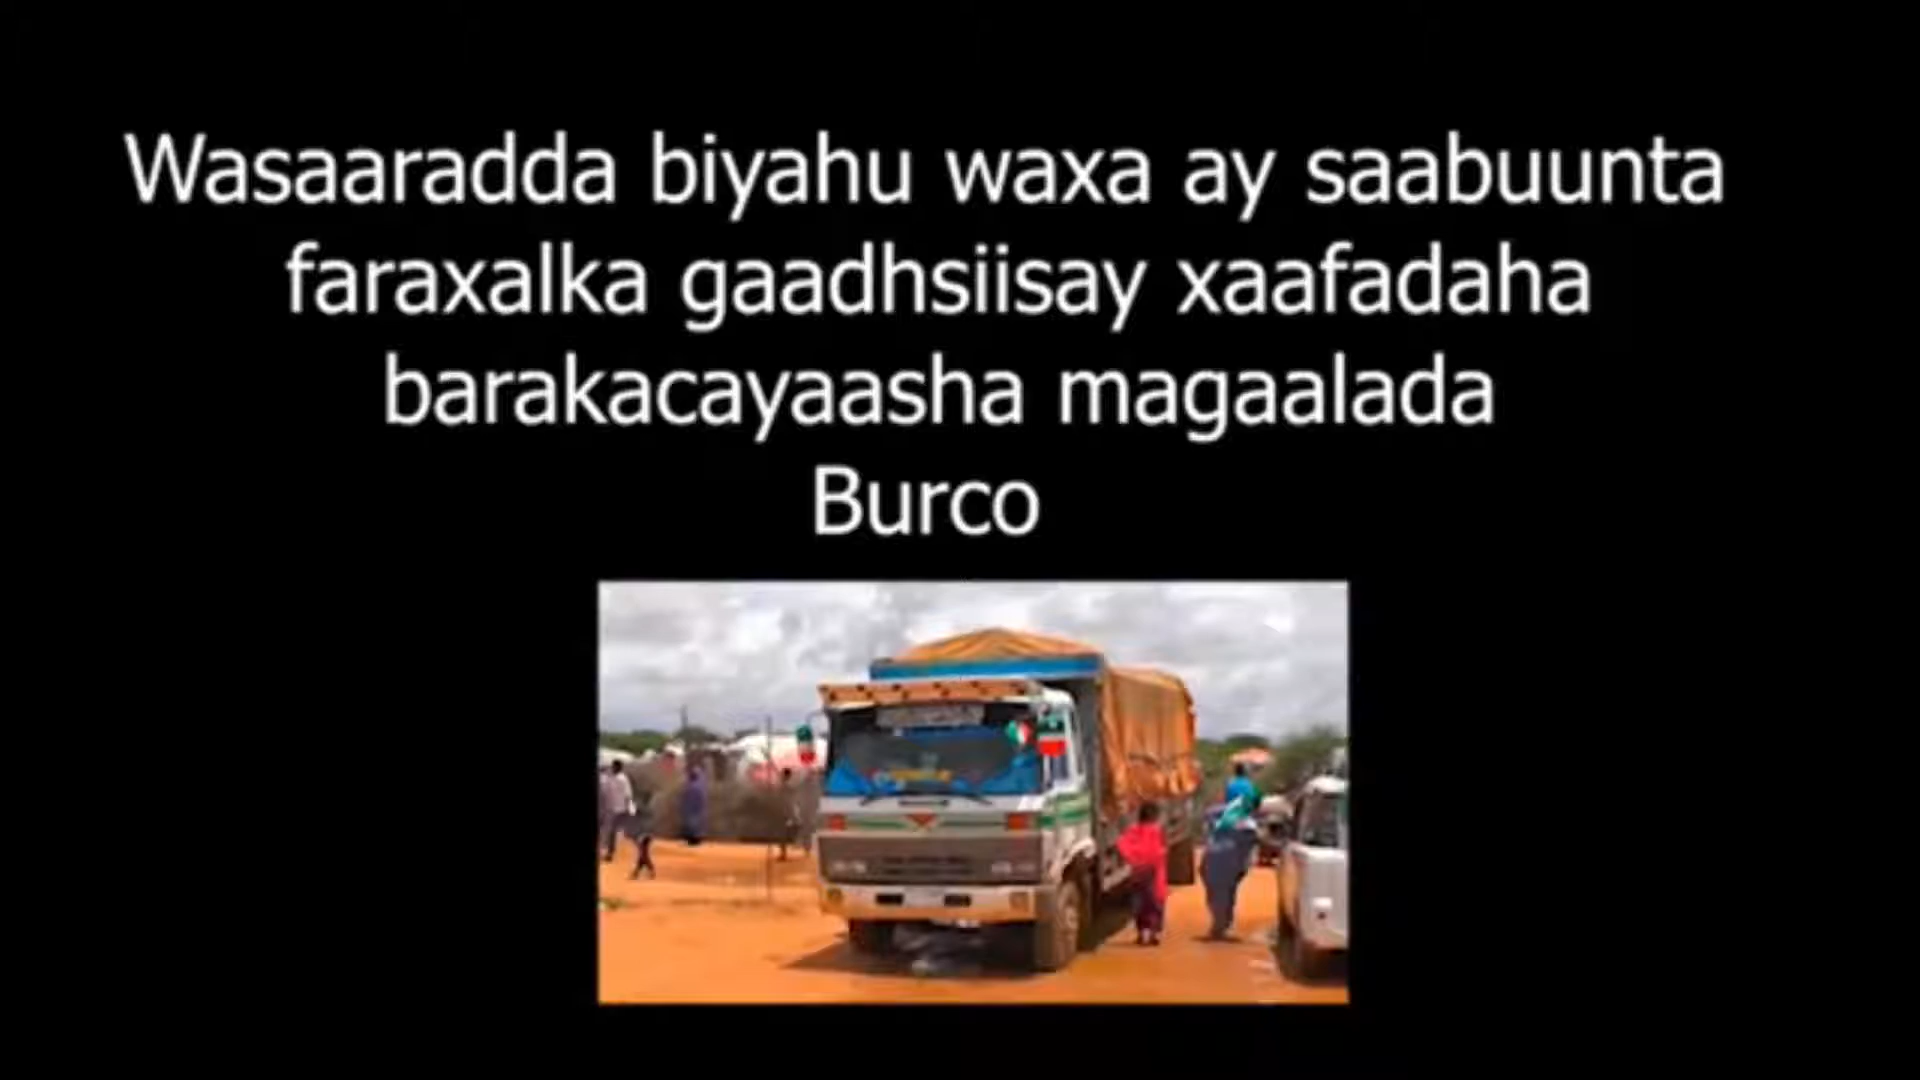 Wasaaradda biyahu waxa ay saabuunta
faraxalka gaadhsiisay xaafadaha
barakacayaasha magaalada
Burco